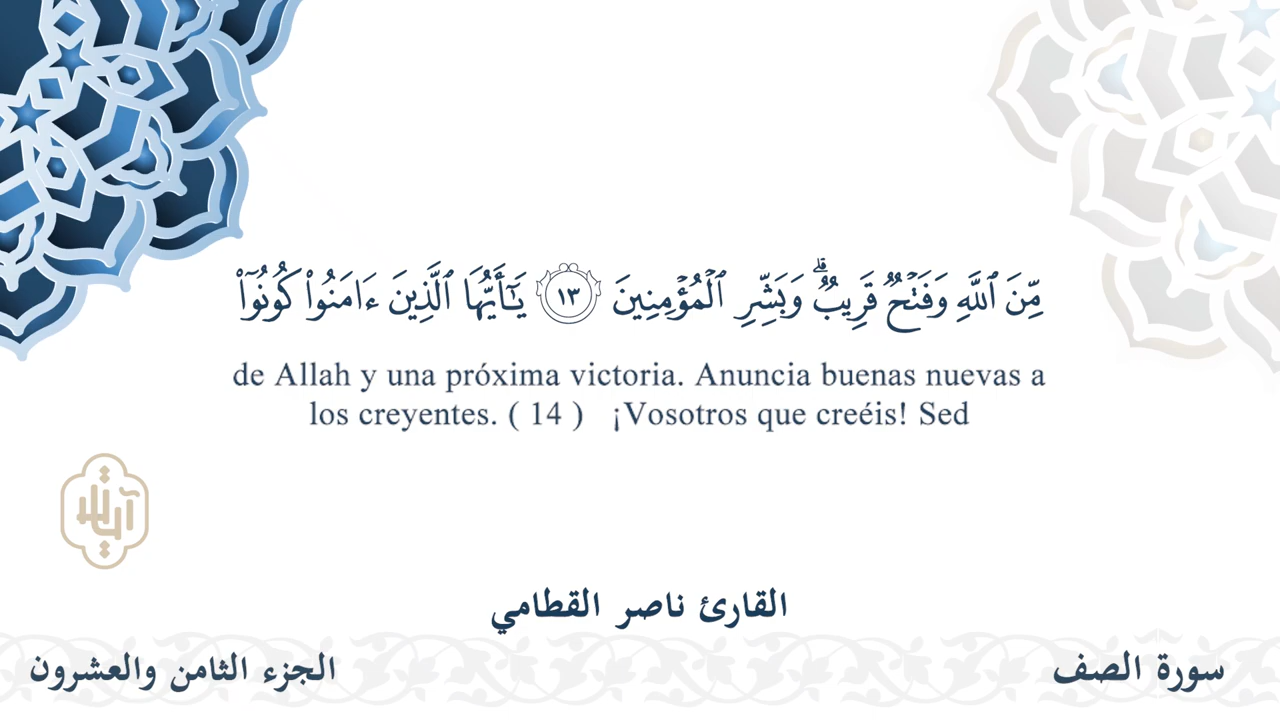 مِّنَ ٱللَّهِ وَفَتْحٌ قَرِيبٌ ۗ وَبَشِّرِ ٱلْمُؤْمِنِينَ ١٣ يَـٰٓأَيُّهَا ٱلَّذِينَ ءَامَنُوا۟ كُونُوٓا۟
de Allah y una próxima victoria. Anuncia buenas nuevas a
los creyentes. ( 14 ) ¡Vosotros que creéis! Sed
القارئ ناصر القطامي
سورة الصف
الجزء الثامن والعشرون